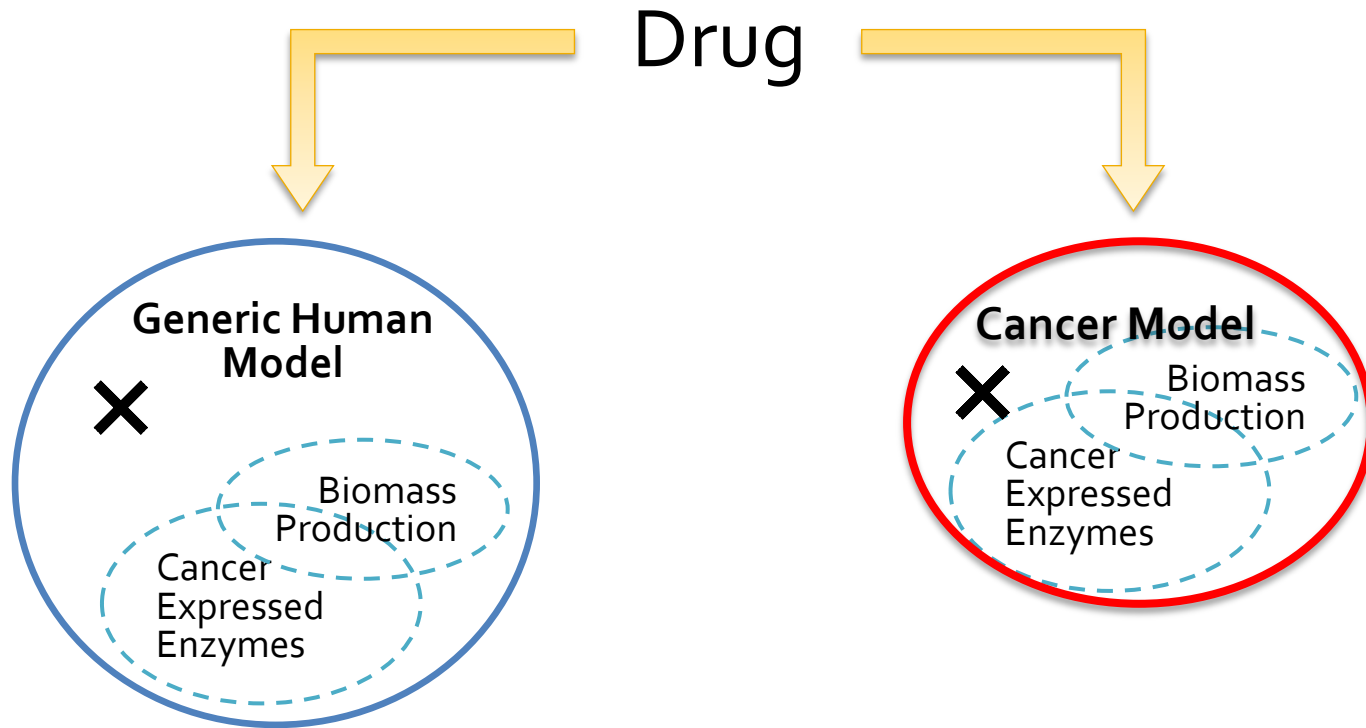 Drug
Generic Human
Model
Biomass
Production
Cancer
Expressed
Enzymes
Cancer Model
Biomass
Production
Cancer
Expressed
Enzymes